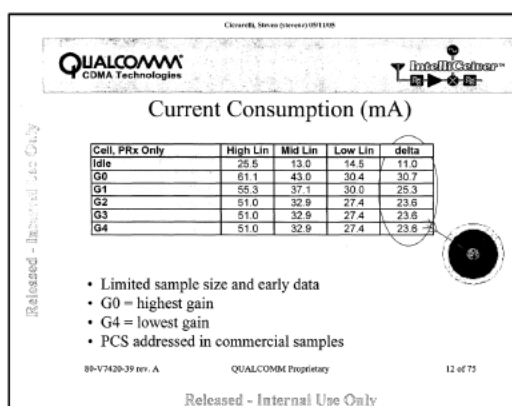 Ciccarelli, Steven (stevenc) 05/11/05
QUALCOMM
CDMA Technologies
IntelliCeiver™
Current Consumption (mA)
Cell, PRx Only High Lin Mid Lin Low Lin delta
Idle 25.5 13.0 14.5 11.0
G0 61.1 43.0 30.4 30.7
G1 55.3 37.1 30.0 25.3
G2 51.0 32.9 27.4 23.6
G3 51.0 32.9 27.4 23.6
G4 51.0 32.9 27.4 23.6
• Limited sample size and early data
• G0 = highest gain
• G4 = lowest gain
• PCS addressed in commercial samples
80-V7420-39 rev. A QUALCOMM Proprietary 12 of 75
Released - Internal Use Only
Released - Internal Use Only